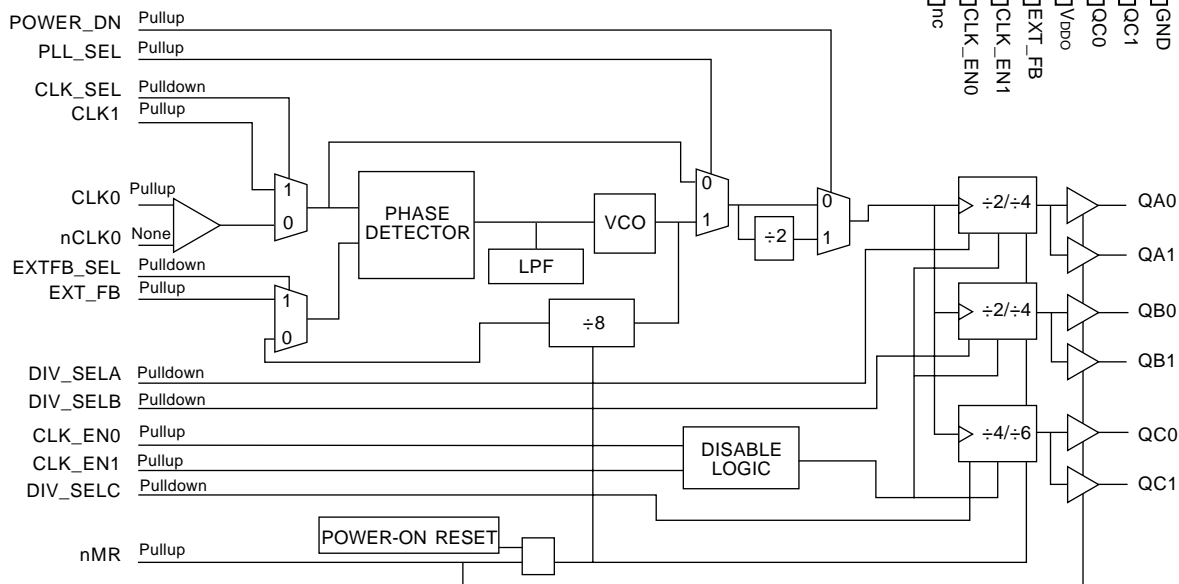 POWER_DN Pullup
PLL_SEL Pullup
CLK_SEL Pulldown
CLK1 Pullup
CLK0 Pullup
nCLK0 None
EXTFB_SEL Pulldown
EXT_FB Pullup
DIV_SELA Pulldown
DIV_SELB Pulldown
CLK_EN0 Pullup
CLK_EN1 Pullup
DIV_SELC Pulldown
nMR Pullup
1
0
1
0
PHASE
DETECTOR
LPF
VCO
÷8
0
1
÷2
0
1
DISABLE
LOGIC
POWER-ON RESET
÷2/÷4
÷2/÷4
÷4/÷6
QA0
QA1
QB0
QB1
QC0
QC1
nc
CLK_EN0
CLK_EN1
EXT_FB
VDDO
QC0
QC1
GND